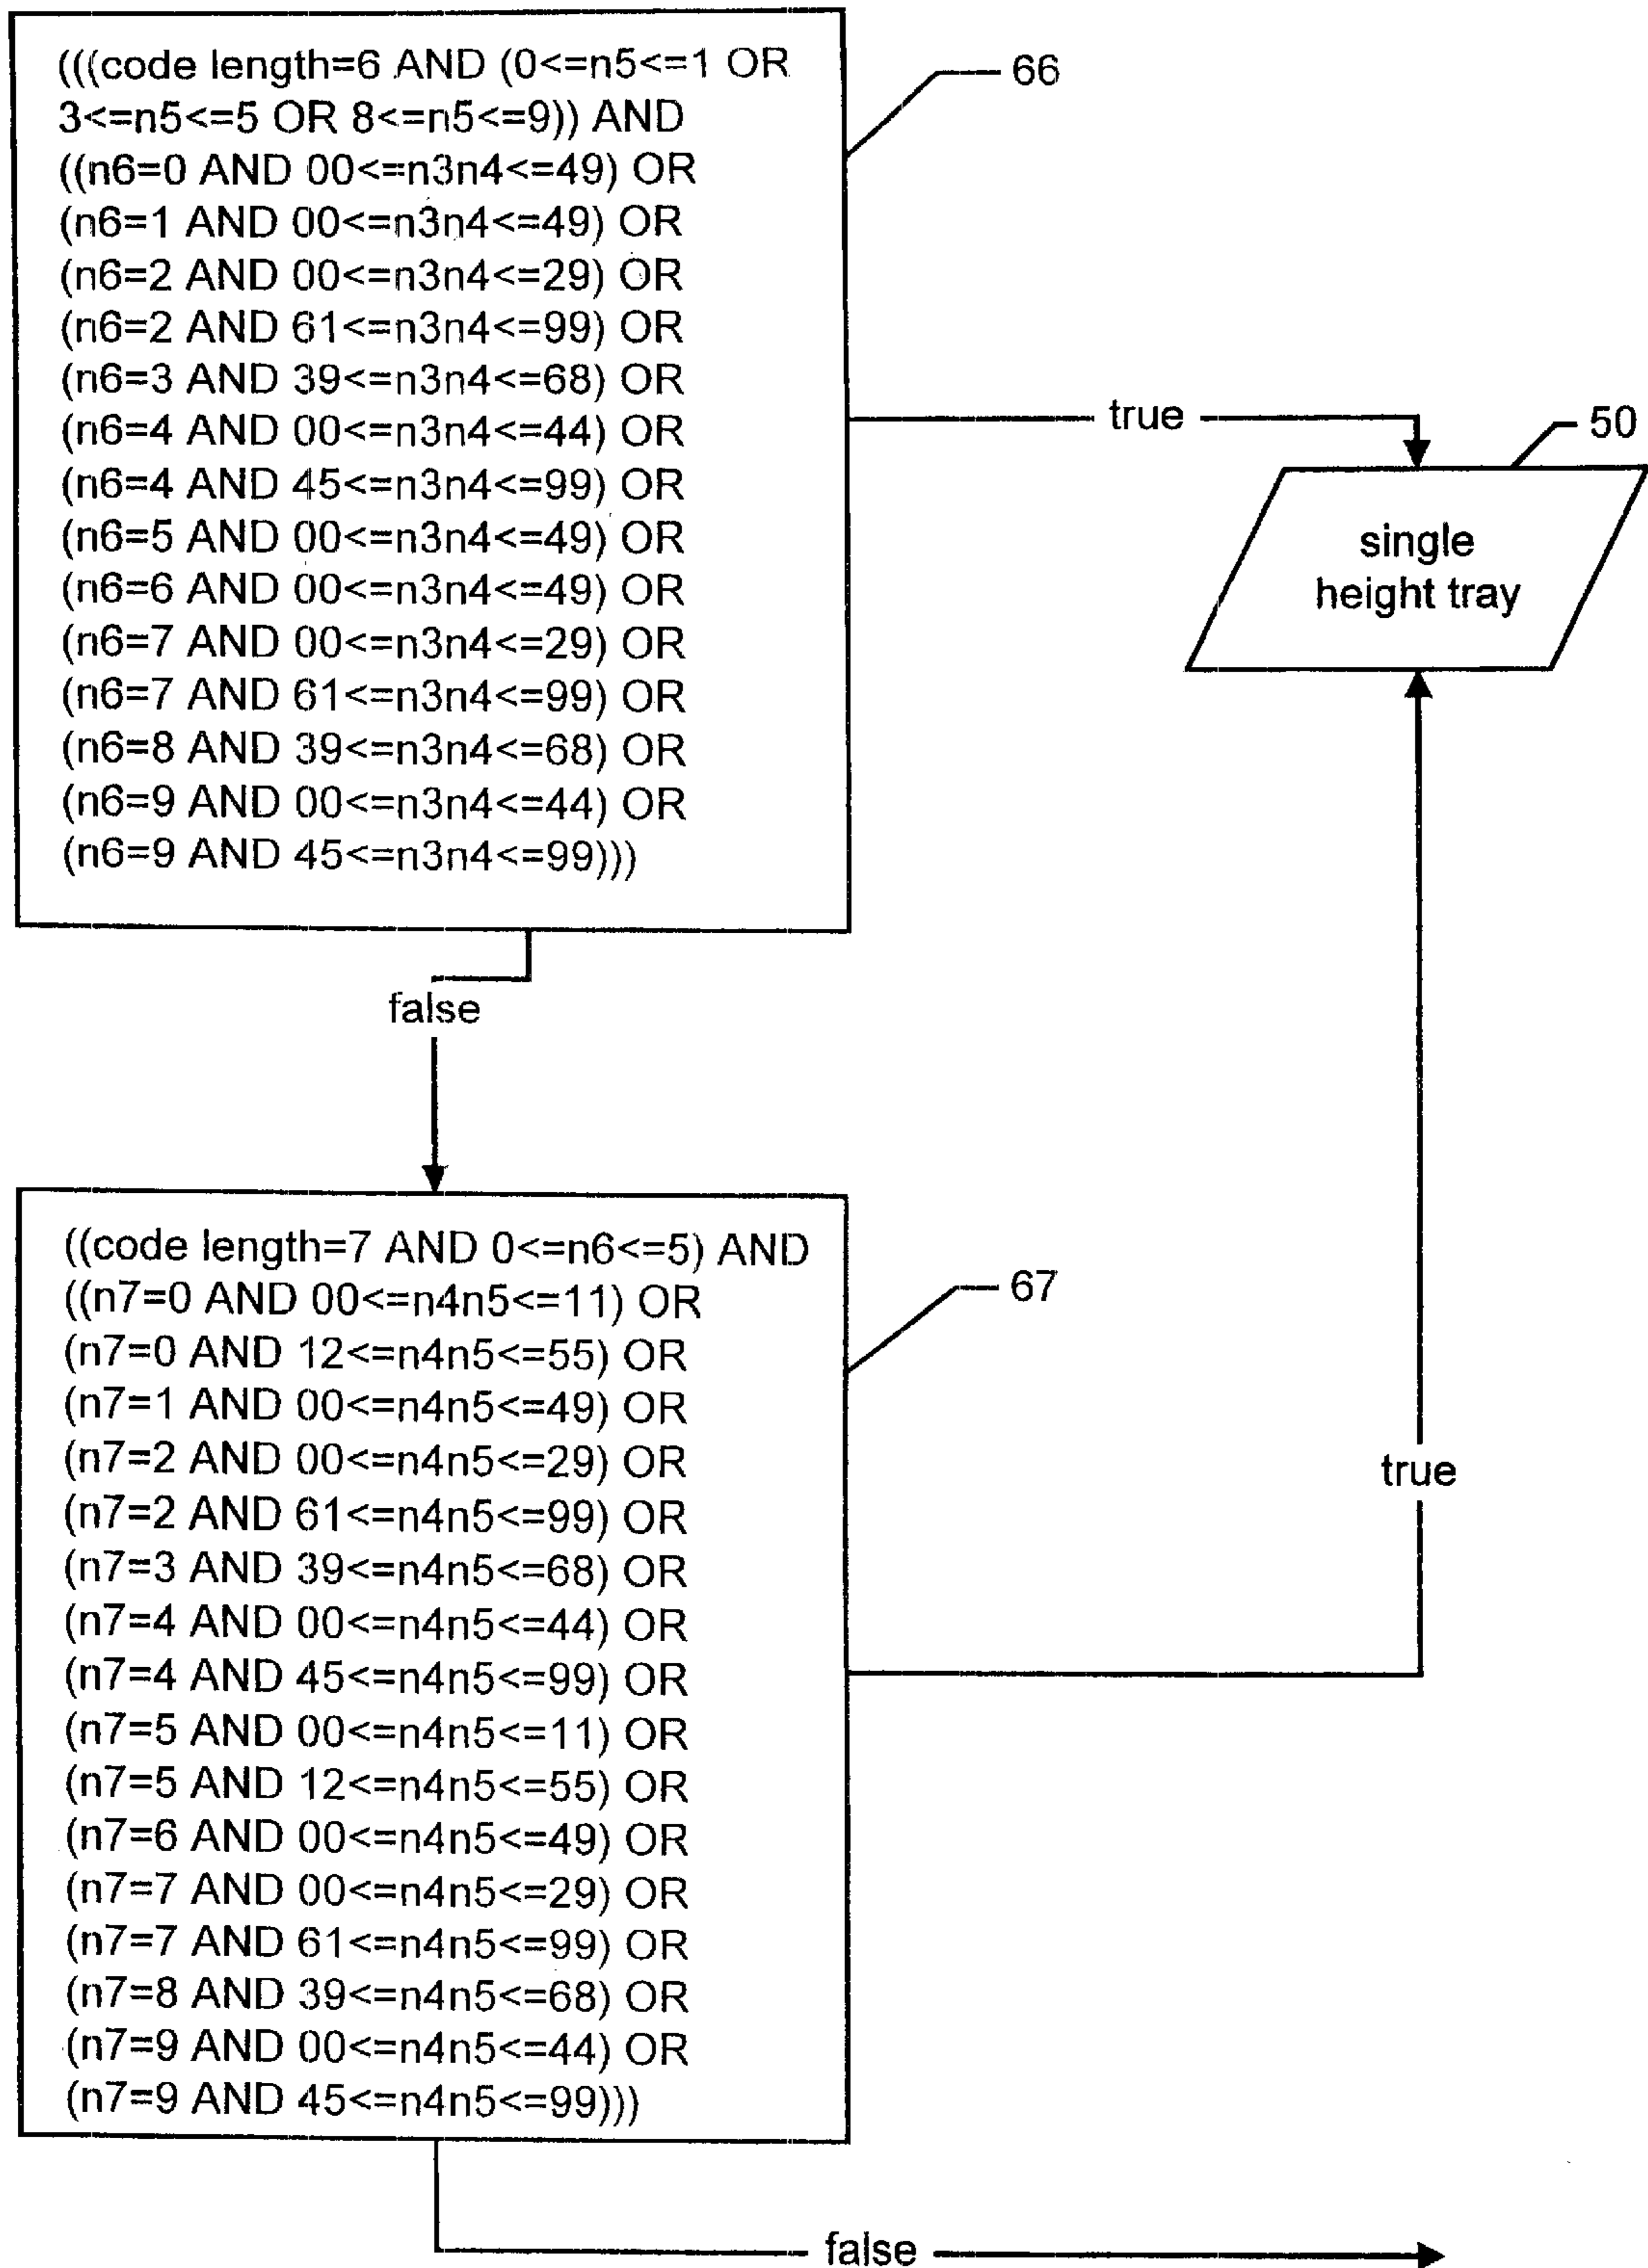 (((code length=6 AND (0<=n5<=1 OR
3<=n5<=5 OR 8<=n5<=9)) AND
((n6=0 AND 00<=n3n4<=49) OR
(n6=1 AND 00<=n3n4<=49) OR
(n6=2 AND 00<=n3n4<=29) OR
(n6=2 AND 61<=n3n4<=99) OR
(n6=3 AND 39<=n3n4<=68) OR
(n6=4 AND 00<=n3n4<=44) OR
(n6=4 AND 45<=n3n4<=99) OR
(n6=5 AND 00<=n3n4<=49) OR
(n6=6 AND 00<=n3n4<=49) OR
(n6=7 AND 00<=n3n4<=29) OR
(n6=7 AND 61<=n3n4<=99) OR
(n6=8 AND 39<=n3n4<=68) OR
(n6=9 AND 00<=n3n4<=44) OR
(n6=9 AND 45<=n3n4<=99)))
66
true
50
single
height tray
false
((code length=7 AND 0<=n6<=5) AND
((n7=0 AND 00<=n4n5<=11) OR
(n7=0 AND 12<=n4n5<=55) OR
(n7=1 AND 00<=n4n5<=49) OR
(n7=2 AND 00<=n4n5<=29) OR
(n7=2 AND 61<=n4n5<=99) OR
(n7=3 AND 39<=n4n5<=68) OR
(n7=4 AND 00<=n4n5<=44) OR
(n7=4 AND 45<=n4n5<=99) OR
(n7=5 AND 00<=n4n5<=11) OR
(n7=5 AND 12<=n4n5<=55) OR
(n7=6 AND 00<=n4n5<=49) OR
(n7=7 AND 00<=n4n5<=29) OR
(n7=7 AND 61<=n4n5<=99) OR
(n7=8 AND 39<=n4n5<=68) OR
(n7=9 AND 00<=n4n5<=44) OR
(n7=9 AND 45<=n4n5<=99)))
67
true
false